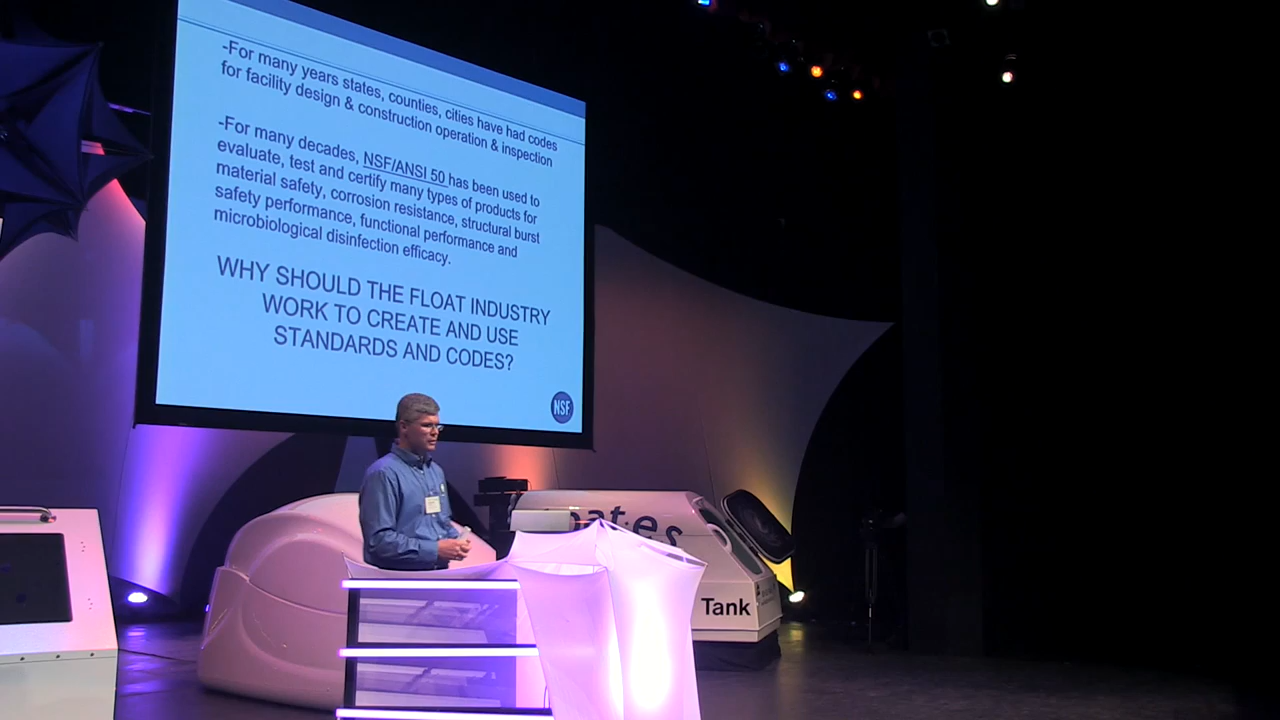 -For many years states, counties, cities have had codes
for facility design & construction operation & inspection
-For many decades, NSF/ANSI 50 has been used to
evaluate, test and certify many types of products for
material safety, corrosion resistance, structural burst
safety performance, functional performance and
microbiological disinfection efficacy.
WHY SHOULD THE FLOAT INDUSTRY
WORK TO CREATE AND USE
STANDARDS AND CODES?
NSF
Tank